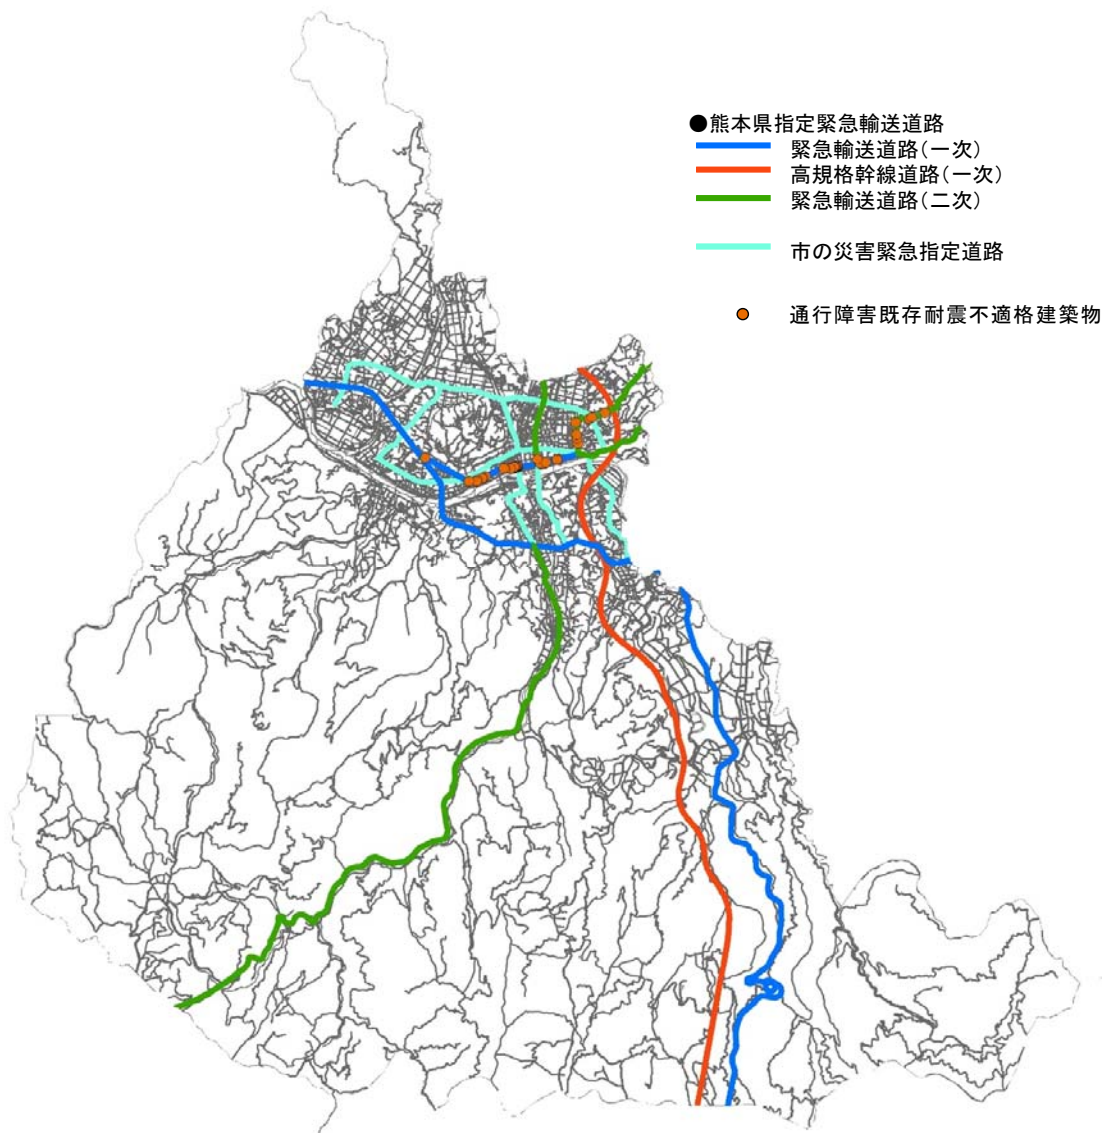 ●熊本県指定緊急輸送道路
緊急輸送道路(一次)
高規格幹線道路(一次)
緊急輸送道路(二次)
市の災害緊急指定道路
通行障害既存耐震不適格建築物